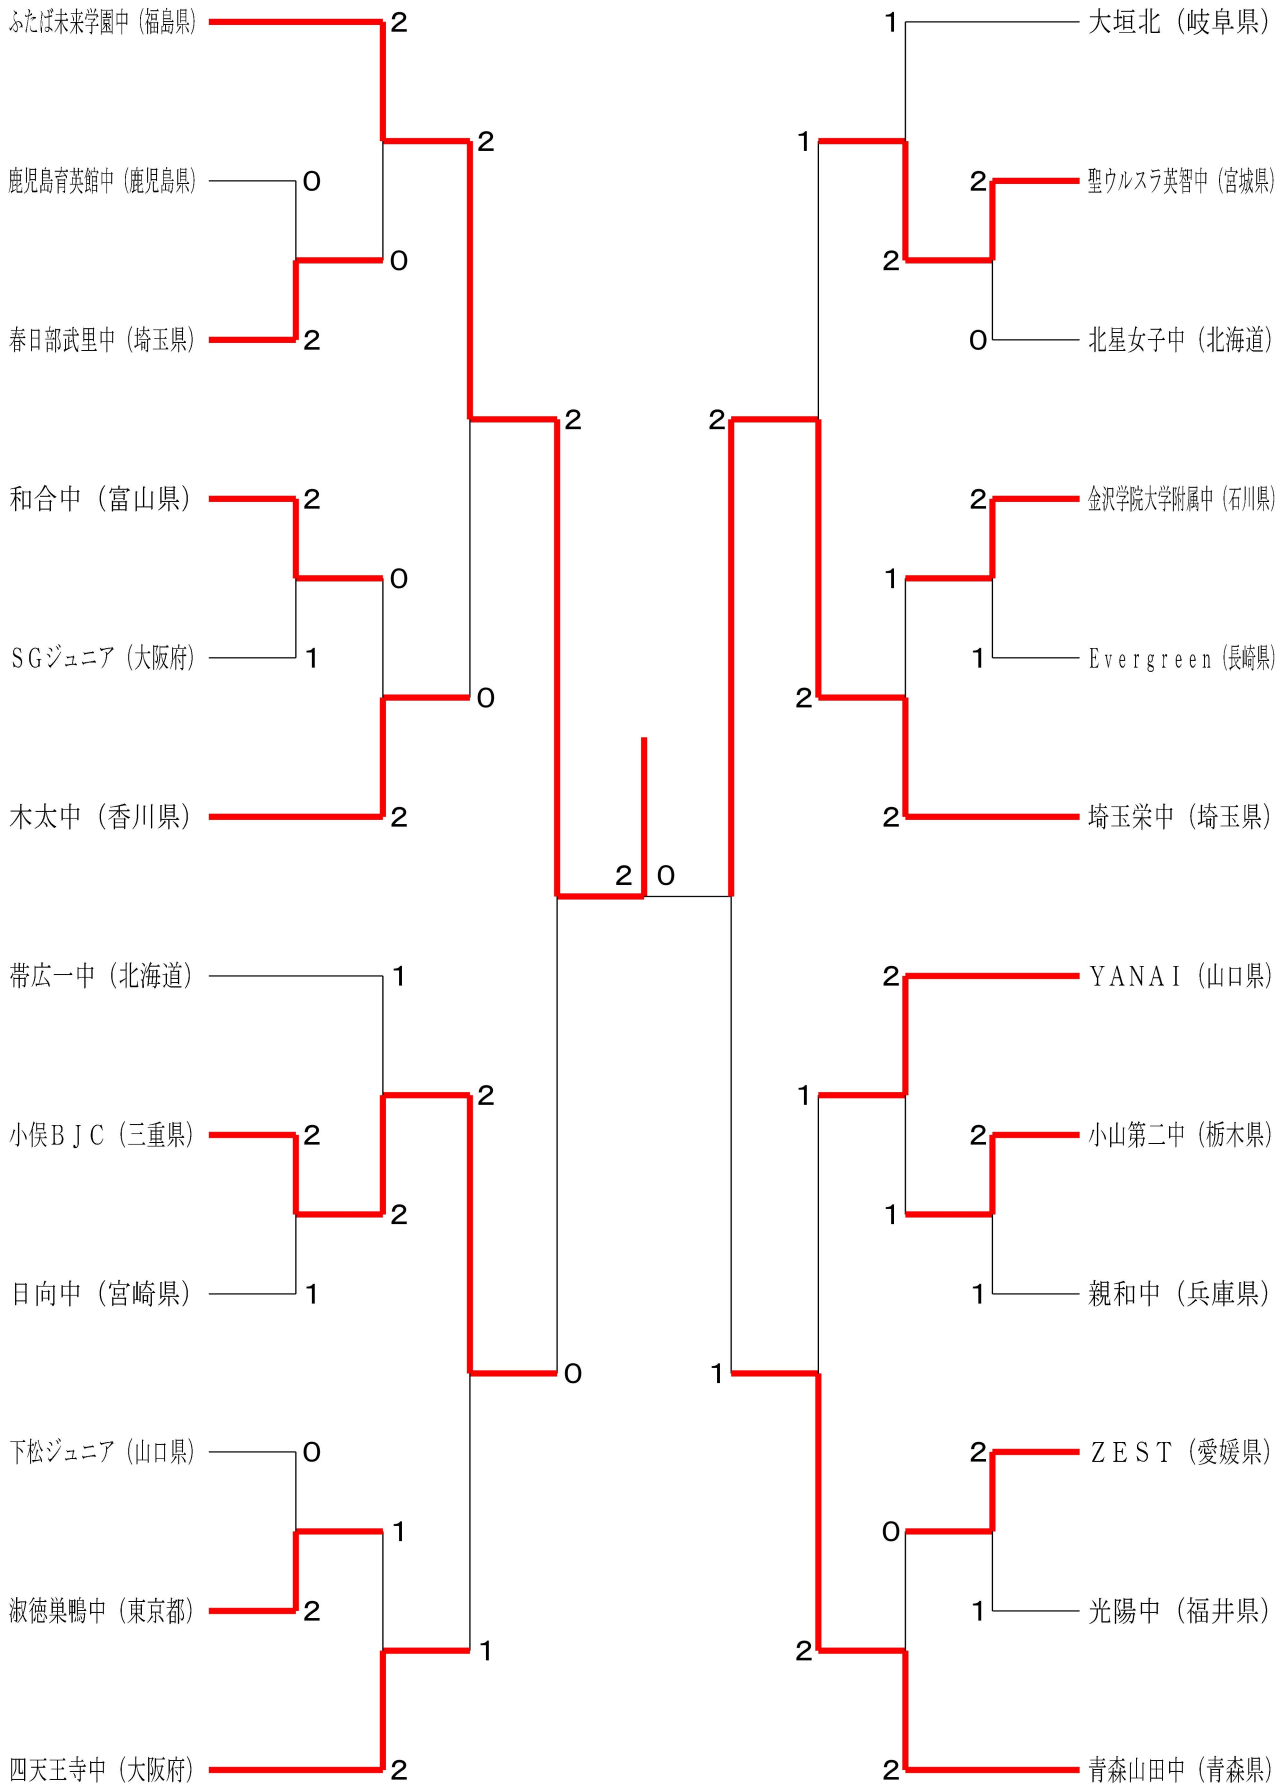 ふたば未来学園中（福島県）
2
2
鹿児島育英館中（鹿児島県）
0
0
春日部武里中（埼玉県）
2
2
和合中（富山県）
2
0
ＳＧジュニア（大阪府）
1
0
木太中（香川県）
2
2
0
帯広一中（北海道）
1
2
小俣ＢＪＣ（三重県）
2
2
日向中（宮崎県）
1
0
下松ジュニア（山口県）
0
1
淑徳巣鴨中（東京都）
2
1
四天王寺中（大阪府）
2
1
大垣北（岐阜県）
1
2
聖ウルスラ英智中（宮城県）
2
0
北星女子中（北海道）
2
2
金沢学院大学附属中（石川県）
1
1
Ｅｖｅｒｇｒｅｅｎ（長崎県）
2
2
埼玉栄中（埼玉県）
2
ＹＡＮＡＩ（山口県）
1
2
小山第二中（栃木県）
1
1
親和中（兵庫県）
1
2
ＺＥＳＴ（愛媛県）
0
1
光陽中（福井県）
2
2
青森山田中（青森県）